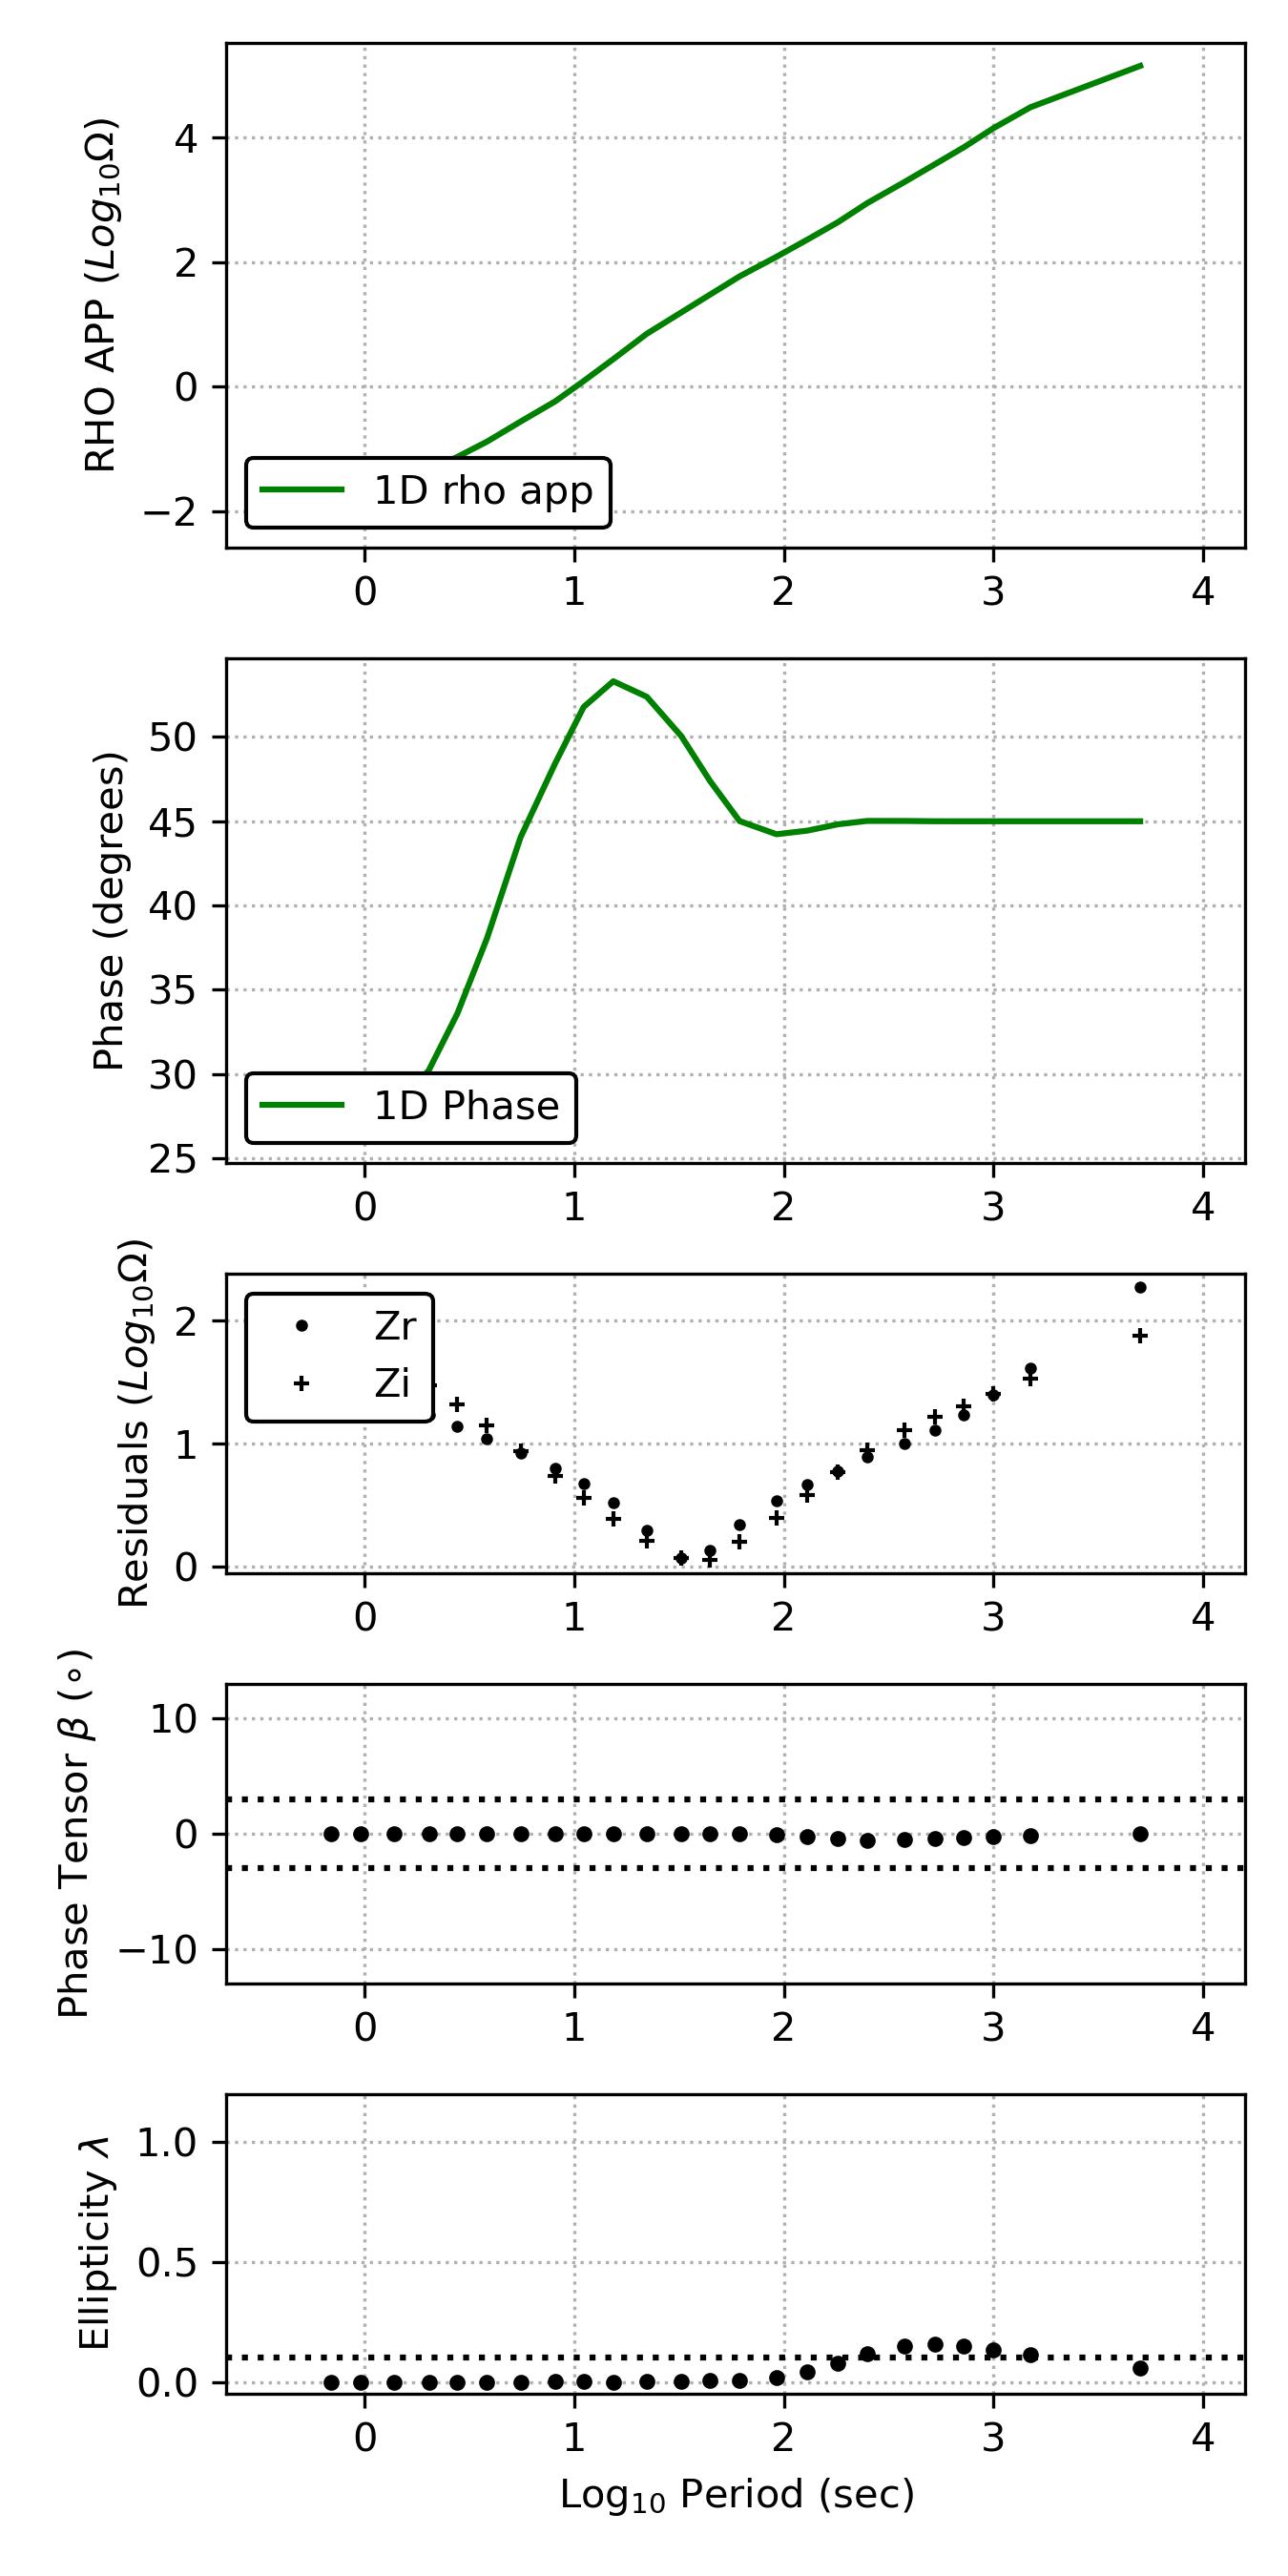 RHO APP (Log₁₀Ω)
4
2
0
−2
1D rho app
0 1 2 3 4
Phase (degrees)
50
45
40
35
30
25
1D Phase
0 1 2 3 4
Residuals (Log₁₀Ω)
2
1
0
Zr
Zi
0 1 2 3 4
Phase Tensor β (∘)
10
0
−10
0 1 2 3 4
Ellipticity λ
1.0
0.5
0.0
0 1 2 3 4
Log₁₀ Period (sec)